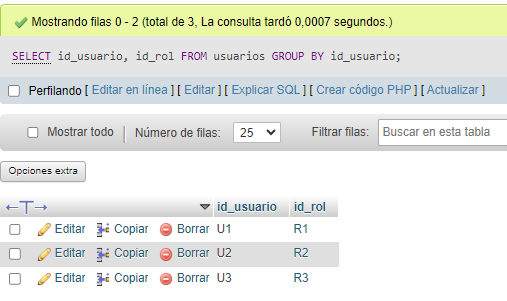 Mostrando filas 0 - 2 (total de 3, La consulta tardó 0,0007 segundos.)
SELECT id_usuario, id_rol FROM usuarios GROUP BY id_usuario;
Perfilando [ Editar en línea ] [ Editar ] [ Explicar SQL ] [ Crear código PHP ] [ Actualizar ]
Mostrar todo Número de filas: 25 Filtrar filas: Buscar en esta tabla
Opciones extra
←T→ id_usuario id_rol
Editar Copiar Borrar U1 R1
Editar Copiar Borrar U2 R2
Editar Copiar Borrar U3 R3